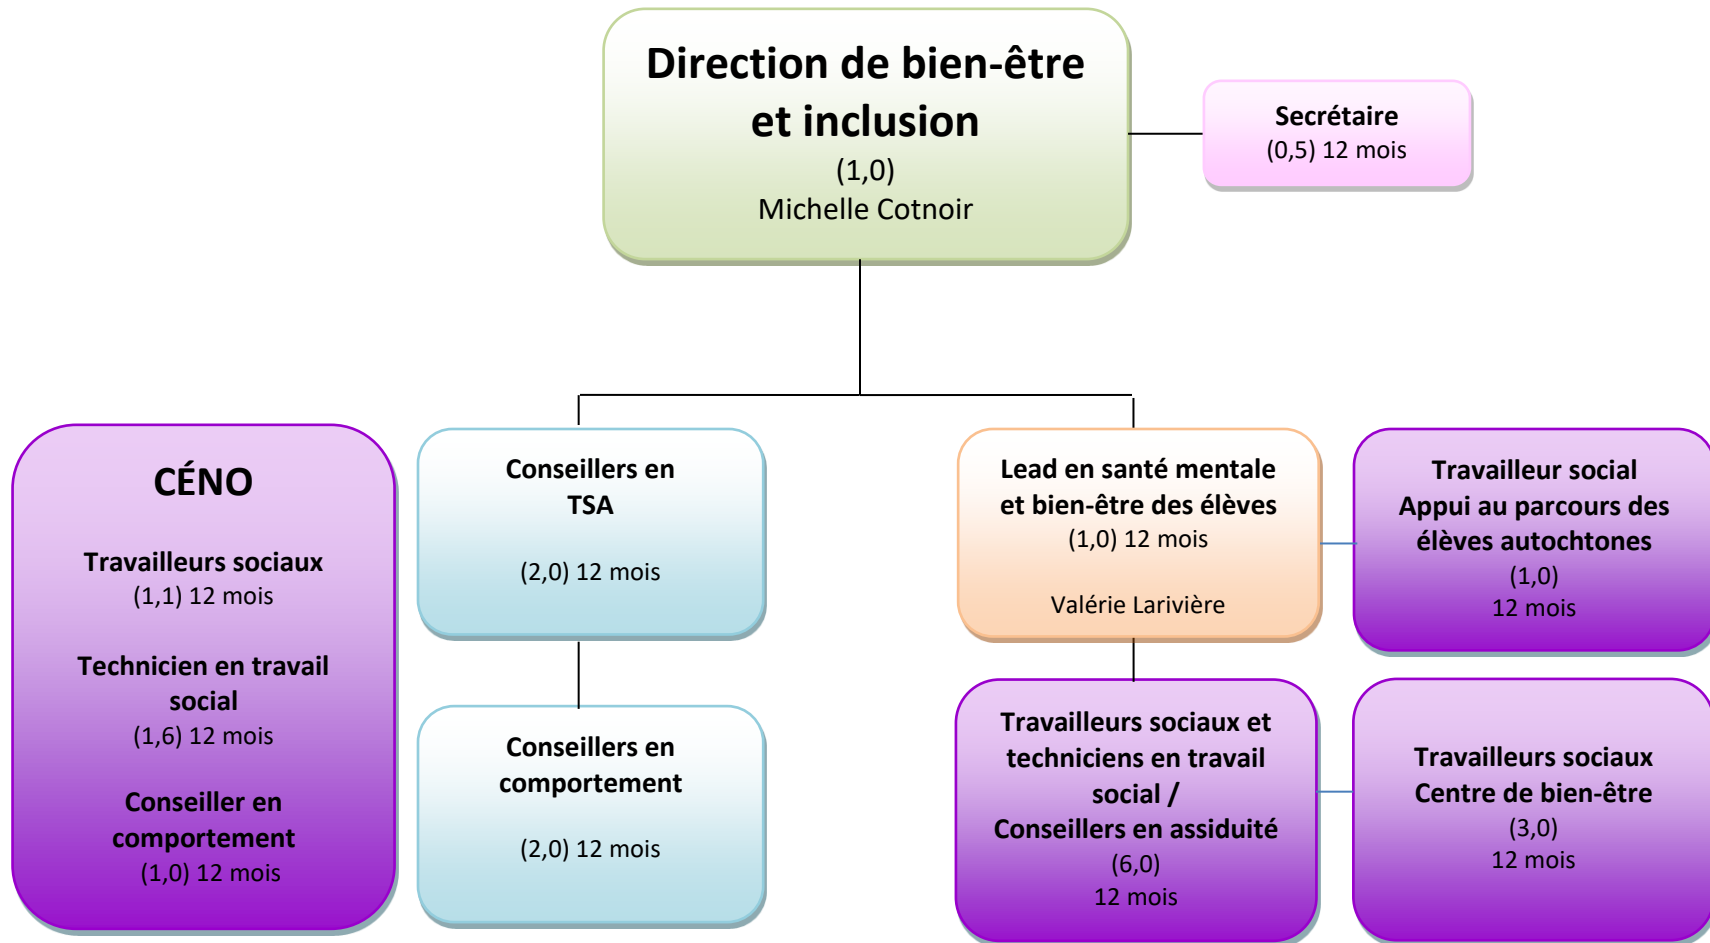 Direction de bien-être
et inclusion
(1,0)
Michelle Cotnoir
Secrétaire
(0,5) 12 mois
CÉNO
Travailleurs sociaux
(1,1) 12 mois
Technicien en travail
social
(1,6) 12 mois
Conseiller en
comportement
(1,0) 12 mois
Conseillers en
TSA
(2,0) 12 mois
Conseillers en
comportement
(2,0) 12 mois
Lead en santé mentale
et bien-être des élèves
(1,0) 12 mois
Valérie Larivière
Travailleur social
Appui au parcours des
élèves autochtones
(1,0)
12 mois
Travailleurs sociaux et
techniciens en travail
social /
Conseillers en assiduité
(6,0)
12 mois
Travailleurs sociaux
Centre de bien-être
(3,0)
12 mois